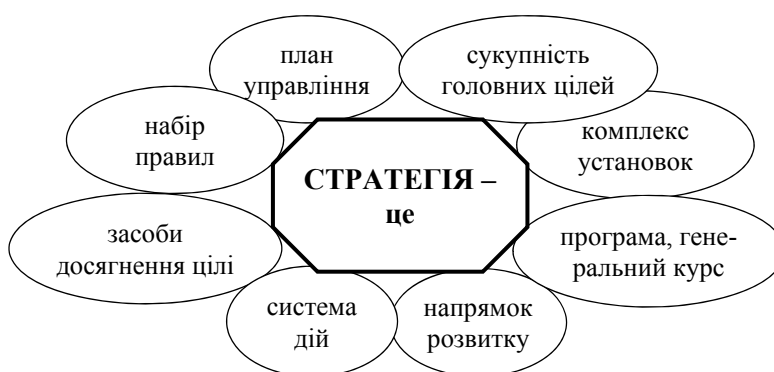 план
управління
сукупність
головних цілей
набір
правил
комплекс
установок
СТРАТЕГІЯ –
це
засоби
досягнення цілі
програма, гене-
ральний курс
система
дій
напрямок
розвитку